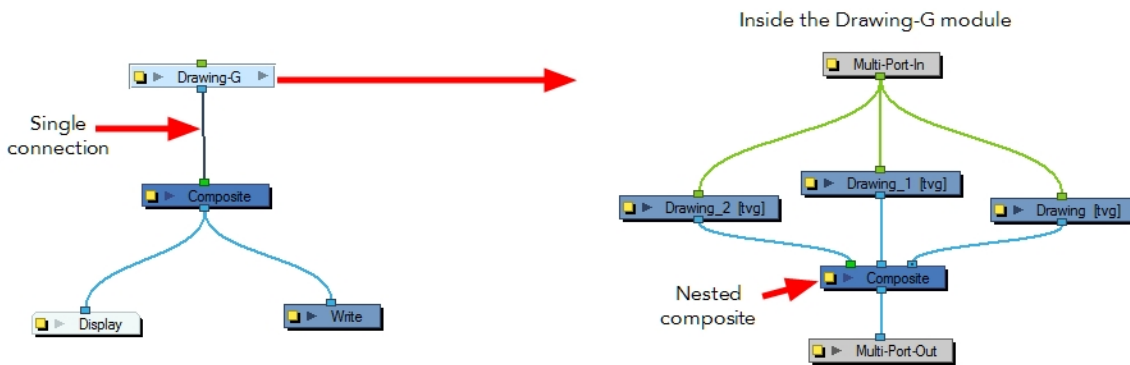 Inside the Drawing-G module
Drawing-G
Multi-Port-In
Single
connection
Composite
Drawing_2 [tvg]
Drawing_1 [tvg]
Drawing [tvg]
Composite
Nested
composite
Display
Write
Multi-Port-Out